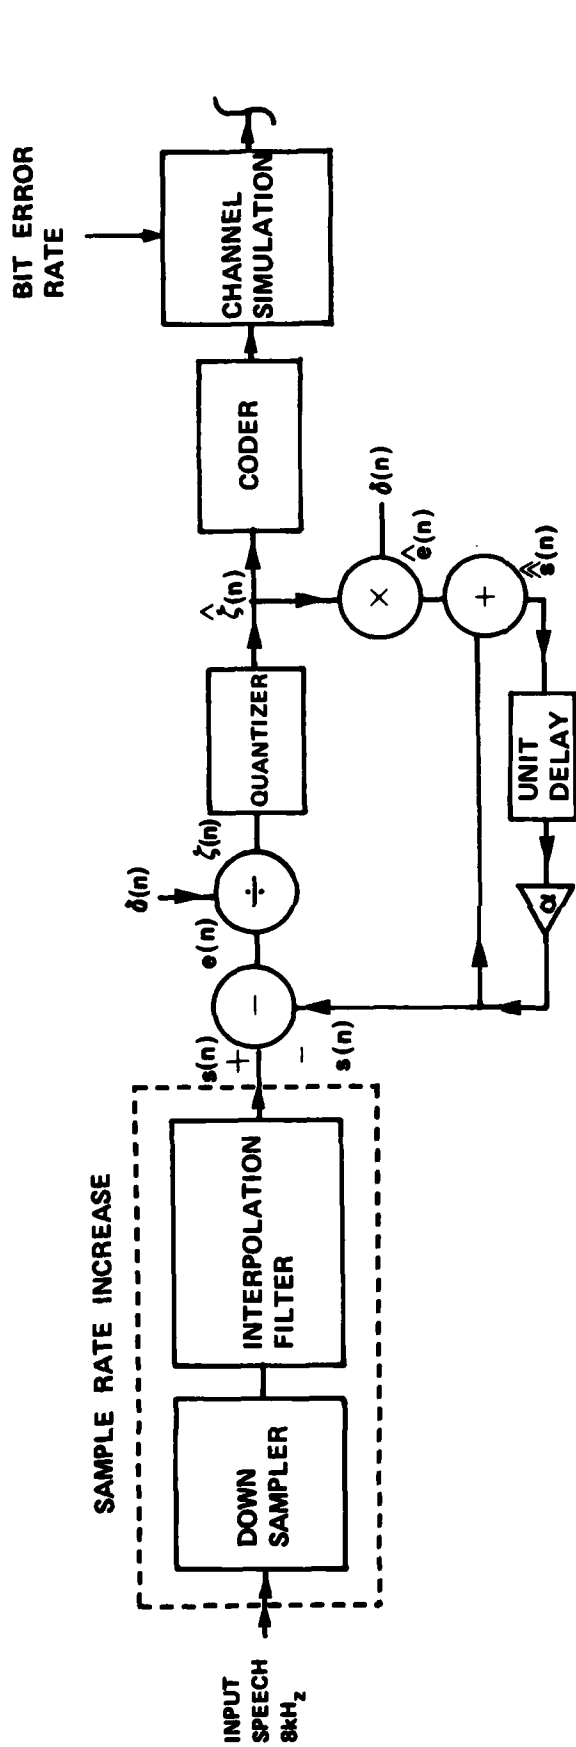 INPUT
SPEECH
8kHz
SAMPLE RATE INCREASE
DOWN
SAMPLER
INTERPOLATION
FILTER
s(n)
+
−
s(n)
−
e(n)
δ(n)
÷
ζ(n)
QUANTIZER
ζ̂(n)
CODER
CHANNEL
SIMULATION
BIT ERROR
RATE
×
δ(n)
ê(n)
+
ŝ(n)
UNIT
DELAY
α